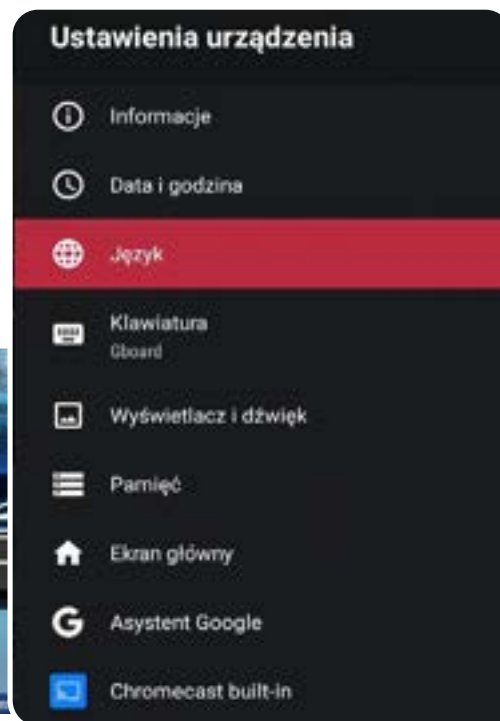 Ustawienia urządzenia
Informacje
Data i godzina
Język
Klawiatura
Gboard
Wyświetlacz i dźwięk
Pamięć
Ekran główny
Asystent Google
Chromecast built-in